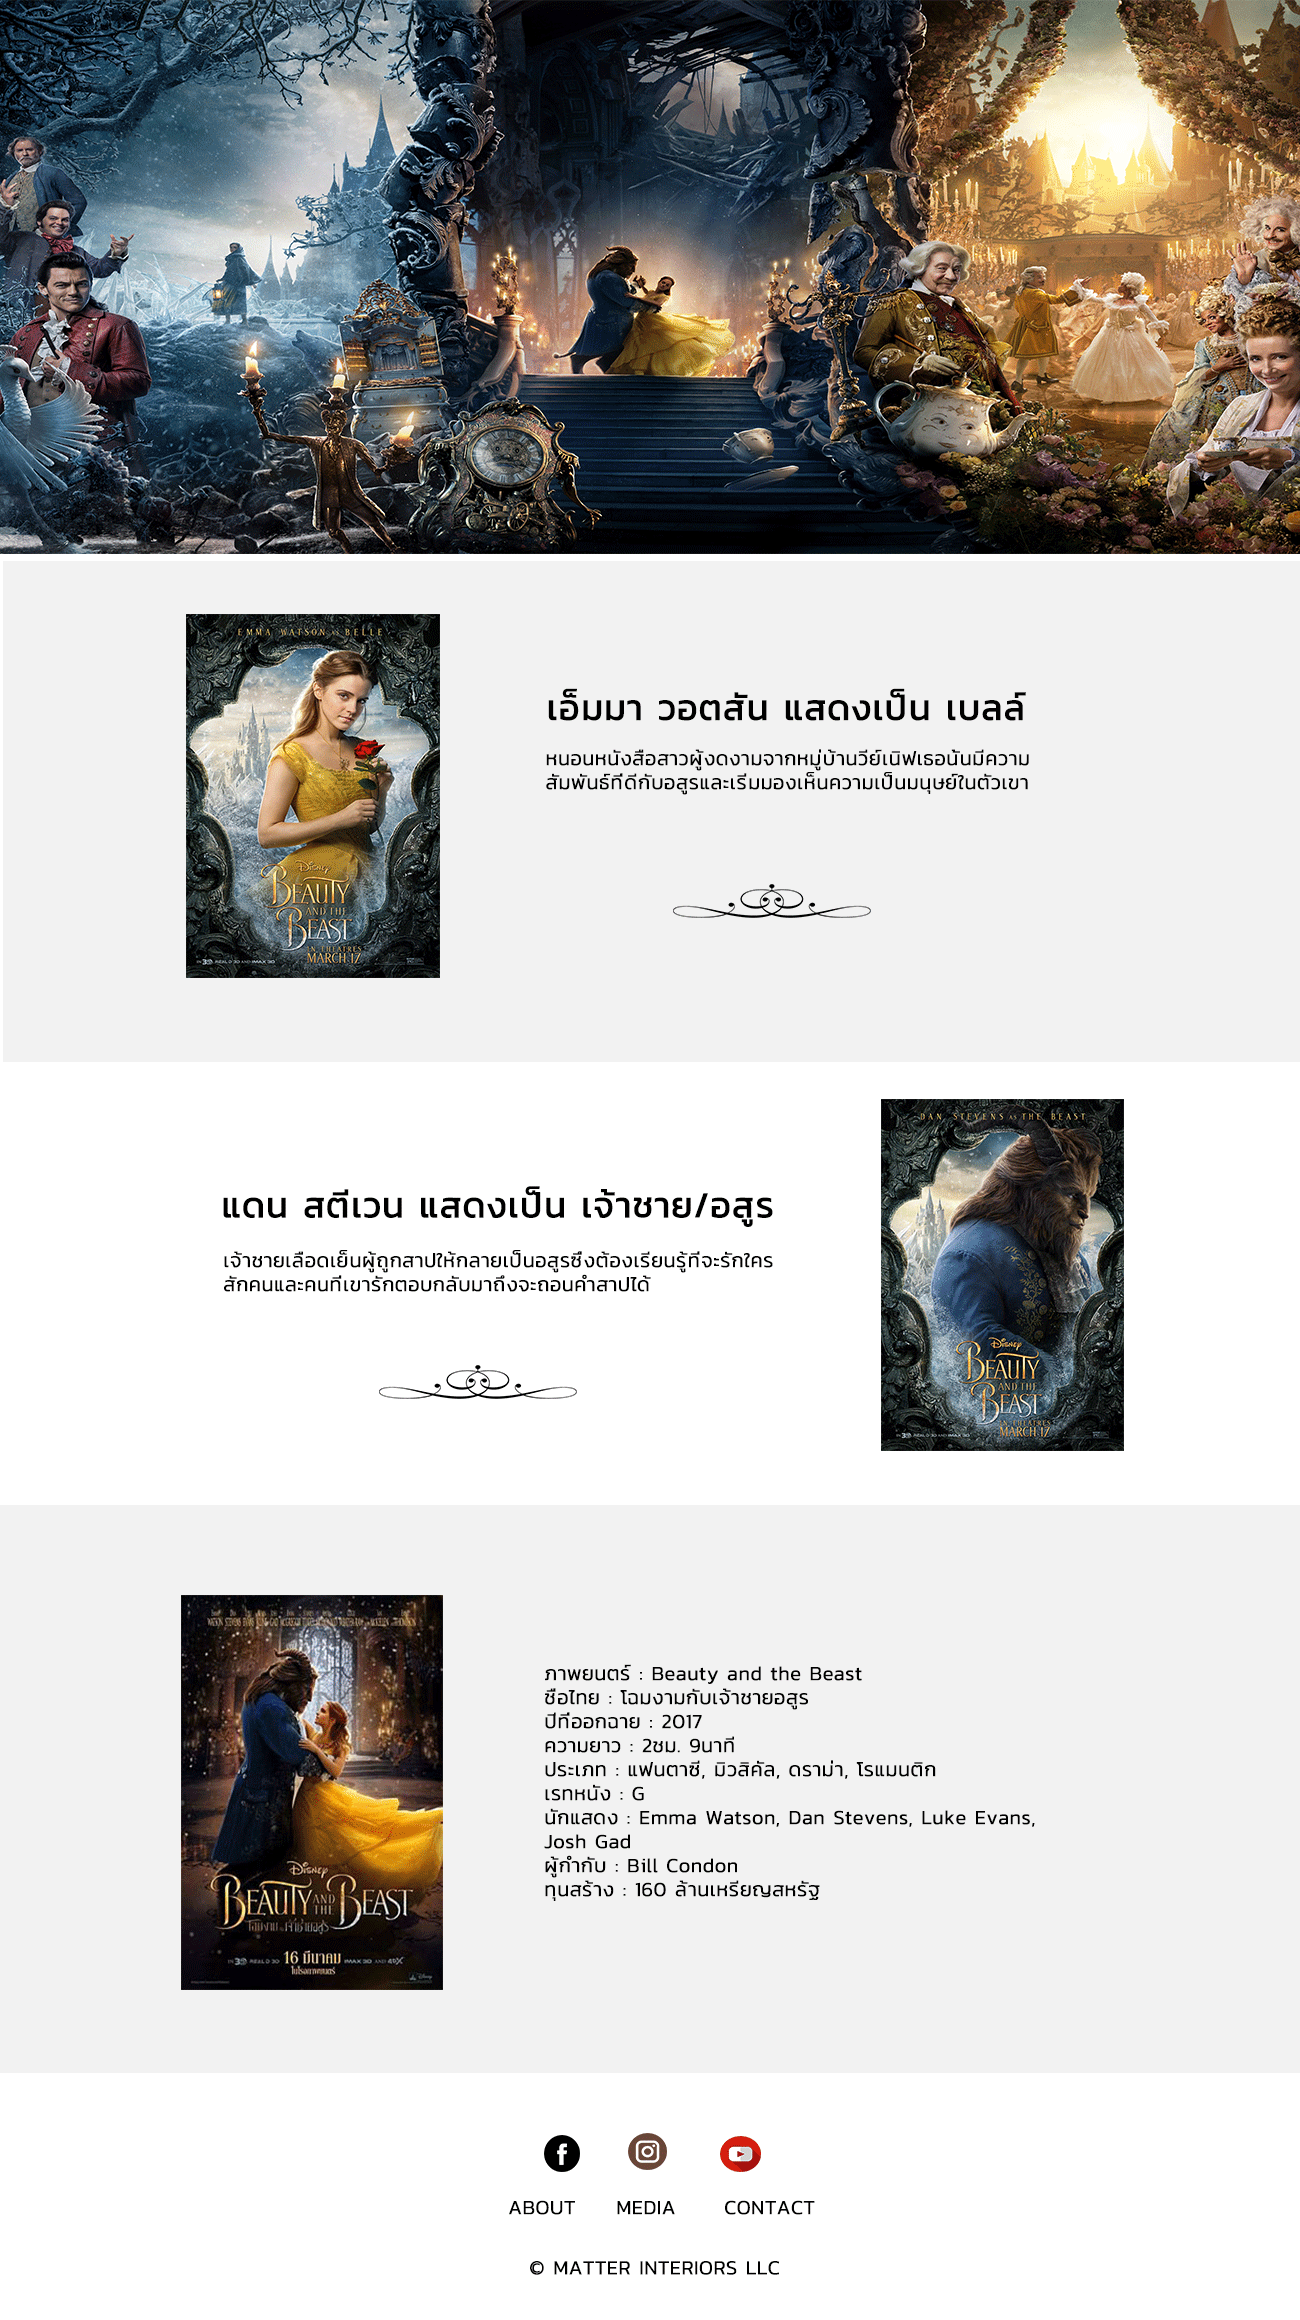 EMMA WATSON AS BELLE
DISNEY
BEAUTY
AND THE
BEAST
IN THEATRES
MARCH 17
IN 3D REAL D 3D AND IMAX 3D
เอ็มมา วอตสัน แสดงเป็น เบลล์
หนอนหนังสือสาวผู้งดงามจากหมู่บ้านวีย์เนิฟเธอนั้นมีความ
สัมพันธ์ที่ดีกับอสูรและเริ่มมองเห็นความเป็นมนุษย์ในตัวเขา
DAN STEVENS AS THE BEAST
DISNEY
BEAUTY
AND THE
BEAST
IN THEATRES
MARCH 17
IN 3D REAL D 3D AND IMAX 3D
แดน สตีเวน แสดงเป็น เจ้าชาย/อสูร
เจ้าชายเลือดเย็นผู้ถูกสาปให้กลายเป็นอสูรซึ่งต้องเรียนรู้ที่จะรักใคร
สักคนและคนที่เขารักตอบกลับมาถึงจะถอนคำสาปได้
DISNEY
BEAUTY AND THE BEAST
โฉมงามกับเจ้าชายอสูร
IN 3D REAL D 3D 16 มีนาคม IMAX 3D AND 4DX
ในโรงภาพยนตร์
ภาพยนตร์ : Beauty and the Beast
ชื่อไทย : โฉมงามกับเจ้าชายอสูร
ปีที่ออกฉาย : 2017
ความยาว : 2ชม. 9นาที
ประเภท : แฟนตาซี, มิวสิคัล, ดราม่า, โรแมนติก
เรทหนัง : G
นักแสดง : Emma Watson, Dan Stevens, Luke Evans,
Josh Gad
ผู้กำกับ : Bill Condon
ทุนสร้าง : 160 ล้านเหรียญสหรัฐ
ABOUT MEDIA CONTACT
© MATTER INTERIORS LLC